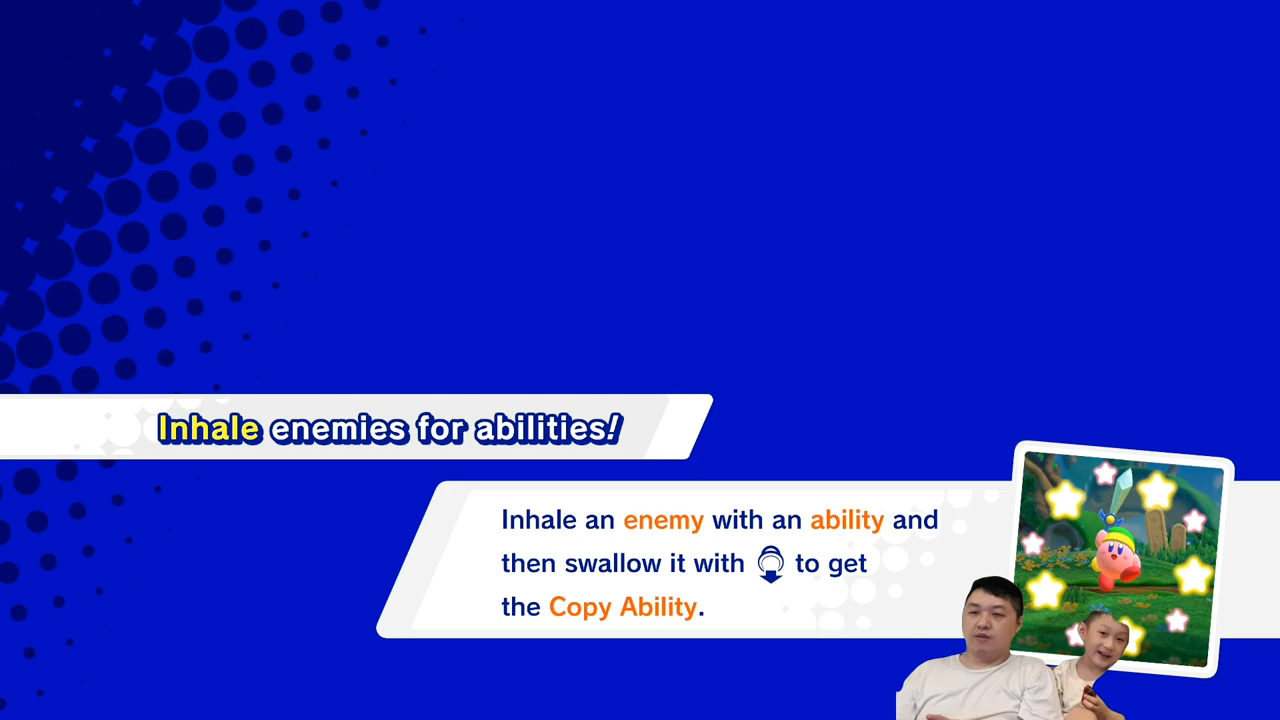 Inhale enemies for abilities!
Inhale an enemy with an ability and
then swallow it with to get
the Copy Ability.